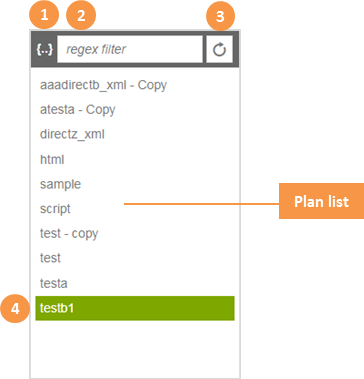 1 2 3
{..} regex filter
aaadirectb_xml - Copy
atesta - Copy
directz_xml
html
sample
script
Plan list
test - copy
test
testa
4 testb1